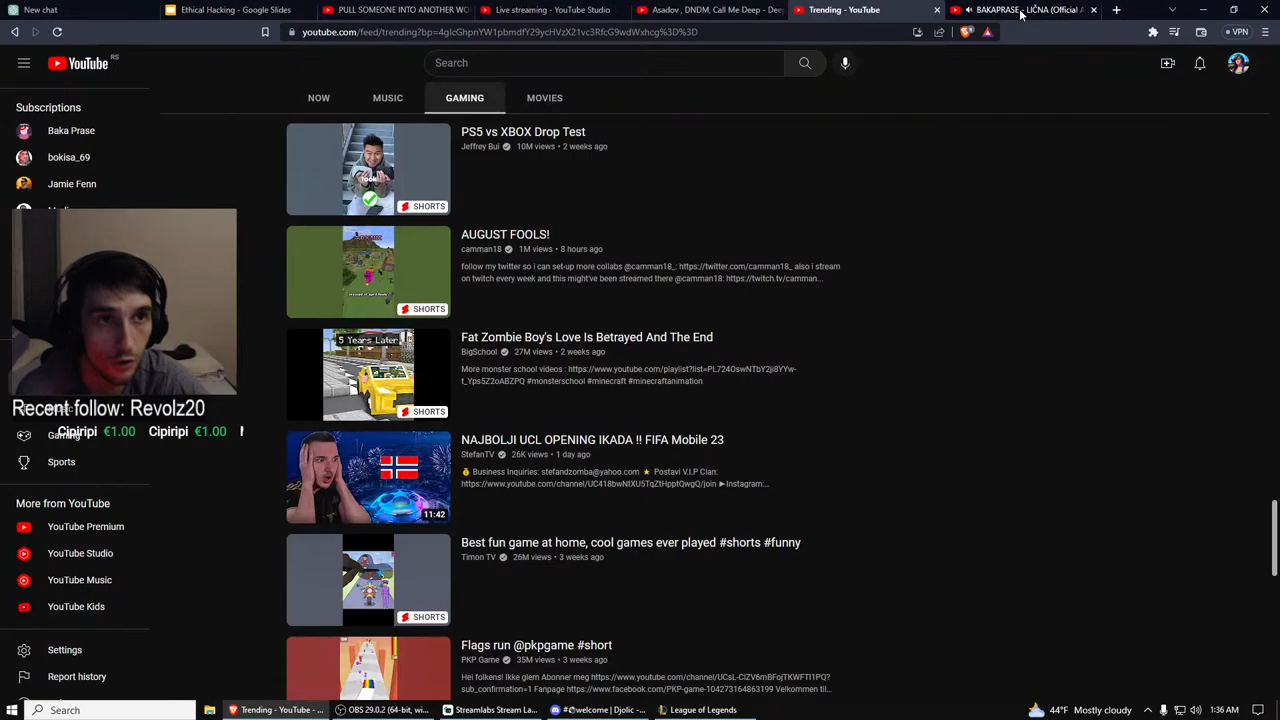 New chat
Ethical Hacking - Google Slides
PULL SOMEONE INTO ANOTHER WO
Live streaming - YouTube Studio
Asadov , DNDM, Call Me Deep - Deep
Trending - YouTube
BAKAPRASE - LIČNA (Official A
youtube.com/feed/trending?bp=4gIcGhpnYW1pbmdfY29ycHVzX21vc3RfcG9wdWxhcg%3D%3D
VPN
YouTube RS
Search
NOW
MUSIC
GAMING
MOVIES
Subscriptions
Baka Prase
bokisa_69
Jamie Fenn
Recent follow: Revolz20
Cipiripi €1.00 Cipiripi €1.00
Gaming
Sports
More from YouTube
YouTube Premium
YouTube Studio
YouTube Music
YouTube Kids
Settings
Report history
took
SHORTS
PS5 vs XBOX Drop Test
Jeffrey Bui 10M views • 2 weeks ago
SHORTS
AUGUST FOOLS!
camman18 1M views • 8 hours ago
follow my twitter so i can set-up more collabs @camman18_: https://twitter.com/camman18_ also i stream
on twitch every week and this might've been streamed there @camman18: https://twitch.tv/camman...
5 Years Later
SHORTS
Fat Zombie Boy's Love Is Betrayed And The End
BigSchool 27M views • 2 weeks ago
More monster school videos : https://www.youtube.com/playlist?list=PL724OswNTbY2ji8jYYw-
t_Yps5Z2oABZPQ #monsterschool #minecraft #minecraftanimation
11:42
NAJBOLJI UCL OPENING IKADA !! FIFA Mobile 23
StefanTV 26K views • 1 day ago
Business Inquiries: stefandzomba@yahoo.com ★ Postavi V.I.P Clan:
https://www.youtube.com/channel/UC418bwNtXU5TqZtHpptQwgQ/join ►Instagram:...
SHORTS
Best fun game at home, cool games ever played #shorts #funny
Timon TV • 26M views • 3 weeks ago
Flags run @pkpgame #short
PKP Game 35M views • 3 weeks ago
Hei folkens! Ikke glem Abonner meg https://www.youtube.com/channel/UCsL-CIZV6mBFojTKWFTI1PQ?
sub_confirmation=1 Fanpage https://www.facebook.com/PKP-game-104273164863199 Velkommen til...
Search
Trending - YouTube - ...
OBS 29.0.2 (64-bit, wi...
Streamlabs Stream La...
#©welcome | Djolic - ...
League of Legends
44°F Mostly cloudy
1:36 AM